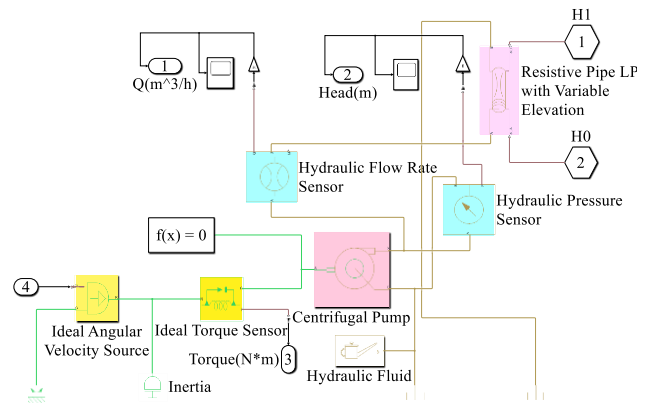 H1
1
1
Q(m^3/h)
2
Head(m)
Resistive Pipe LP
with Variable
Elevation
H0
2
Hydraulic Flow Rate
Sensor
Hydraulic Pressure
Sensor
f(x) = 0
4
Ideal Angular
Velocity Source
Ideal Torque Sensor
Centrifugal Pump
Torque(N*m)
3
Hydraulic Fluid
Inertia